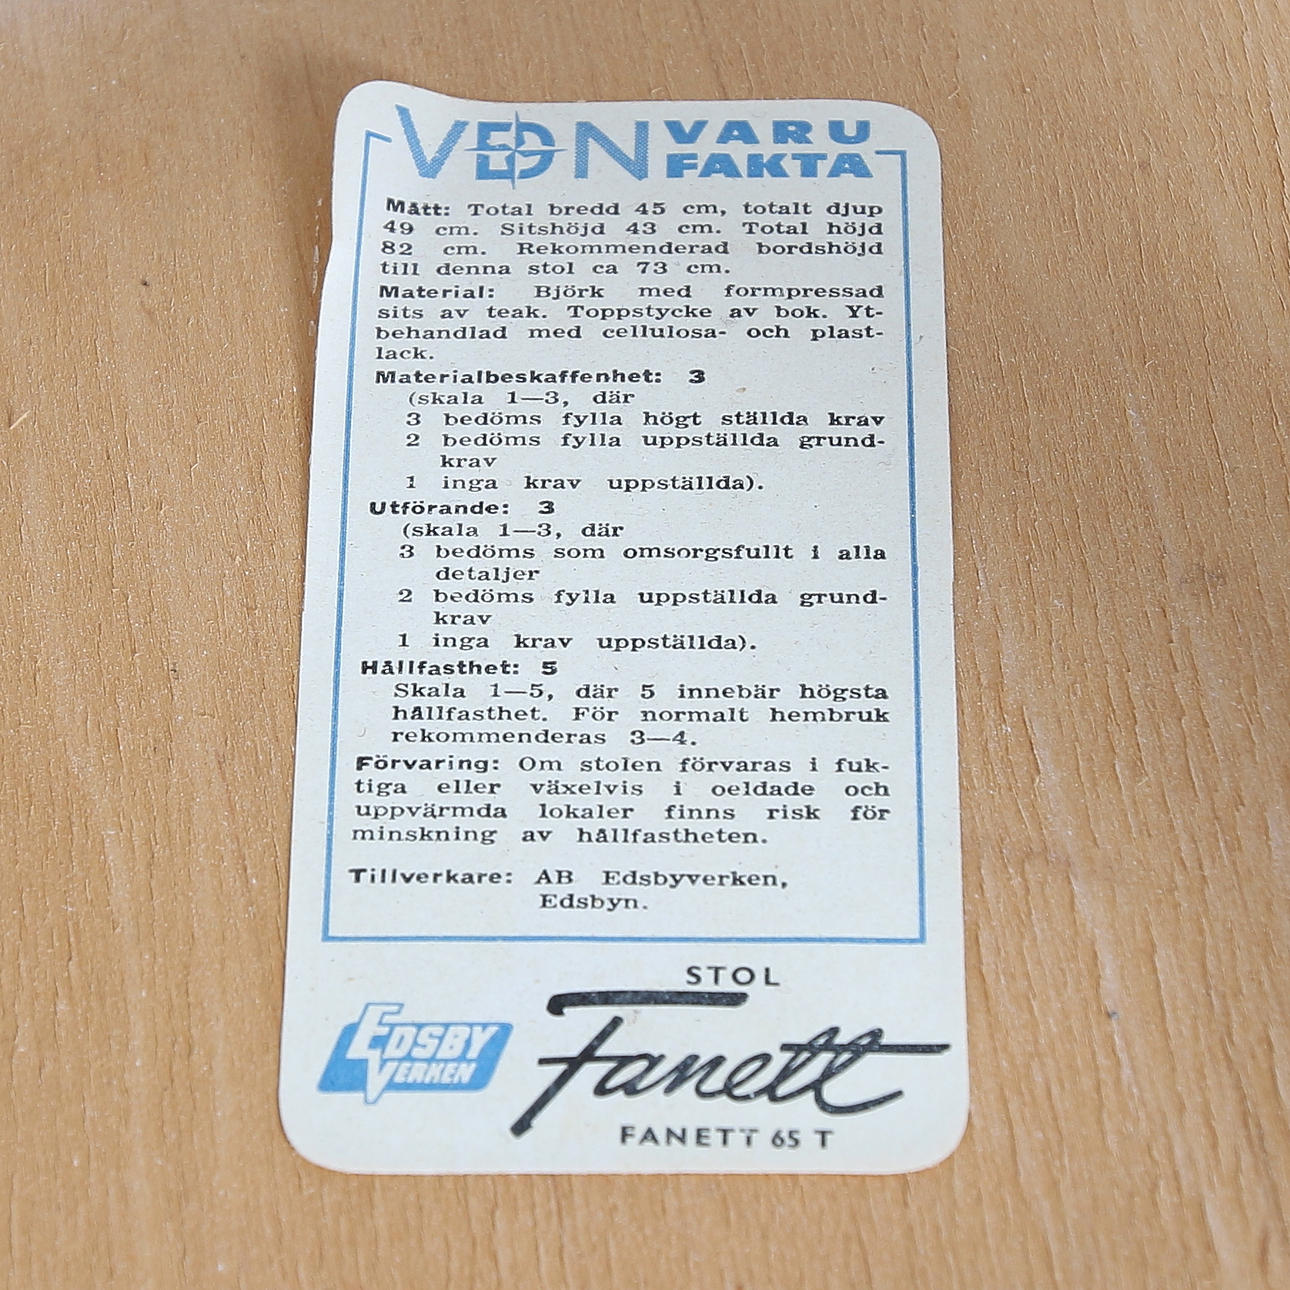 VDN VARU
FAKTA
Mått: Total bredd 45 cm, totalt djup
49 cm. Sitshöjd 43 cm. Total höjd
82 cm. Rekommenderad bordshöjd
till denna stol ca 73 cm.
Material: Björk med formpressad
sits av teak. Toppstycke av bok. Yt-
behandlad med cellulosa- och plast-
lack.
Materialbeskaffenhet: 3
(skala 1—3, där
3 bedöms fylla högt ställda krav
2 bedöms fylla uppställda grund-
krav
1 inga krav uppställda).
Utförande: 3
(skala 1—3, där
3 bedöms som omsorgsfullt i alla
detaljer
2 bedöms fylla uppställda grund-
krav
1 inga krav uppställda).
Hållfasthet: 5
Skala 1—5, där 5 innebär högsta
hållfasthet. För normalt hembruk
rekommenderas 3—4.
Förvaring: Om stolen förvaras i fuk-
tiga eller växelvis i oeldade och
uppvärmda lokaler finns risk för
minskning av hållfastheten.
Tillverkare: AB Edsbyverken,
Edsbyn.
STOL
EDSBY
VERKEN
Fanett
FANETT 65 T